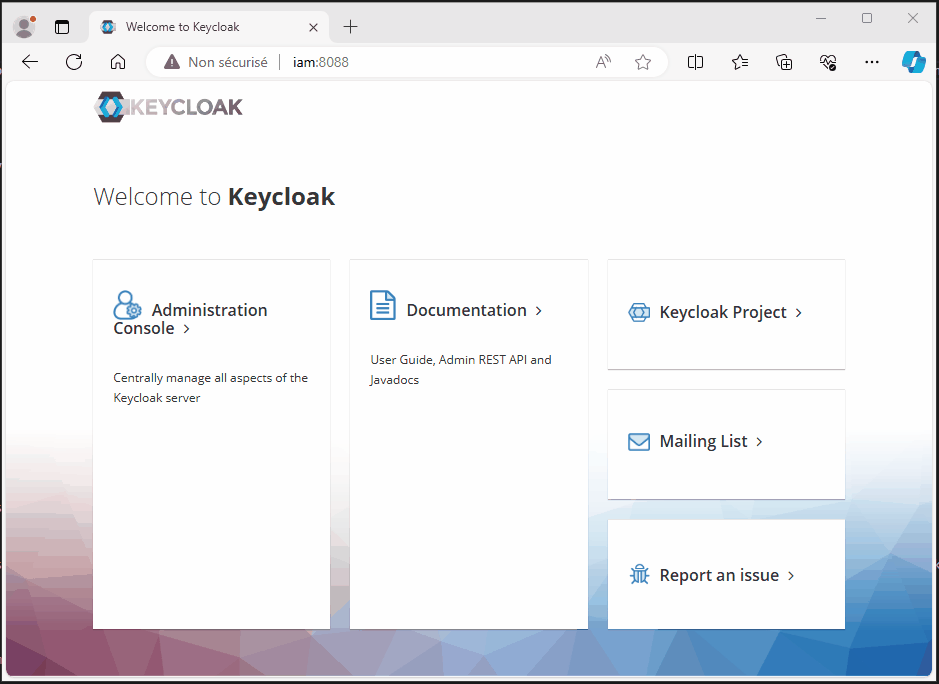 Welcome to Keycloak
Non sécurisé
iam:8088
KEYCLOAK
Welcome to Keycloak
Administration
Console
Centrally manage all aspects of the
Keycloak server
Documentation
User Guide, Admin REST API and
Javadocs
Keycloak Project
Mailing List
Report an issue